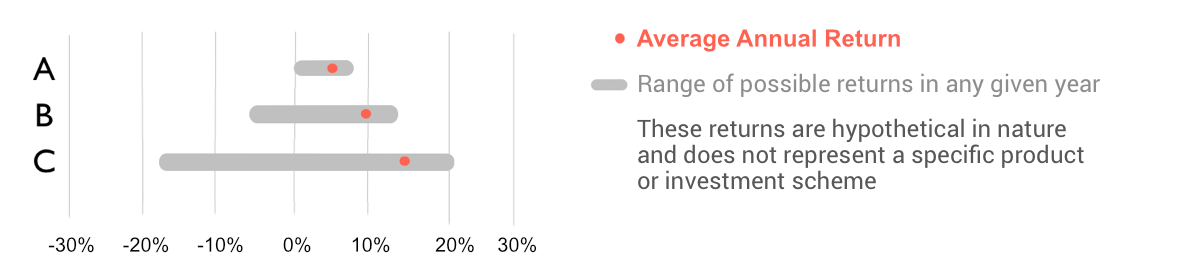 A
B
C
-30% -20% -10% 0% 10% 20% 30%
Average Annual Return
Range of possible returns in any given year
These returns are hypothetical in nature
and does not represent a specific product
or investment scheme